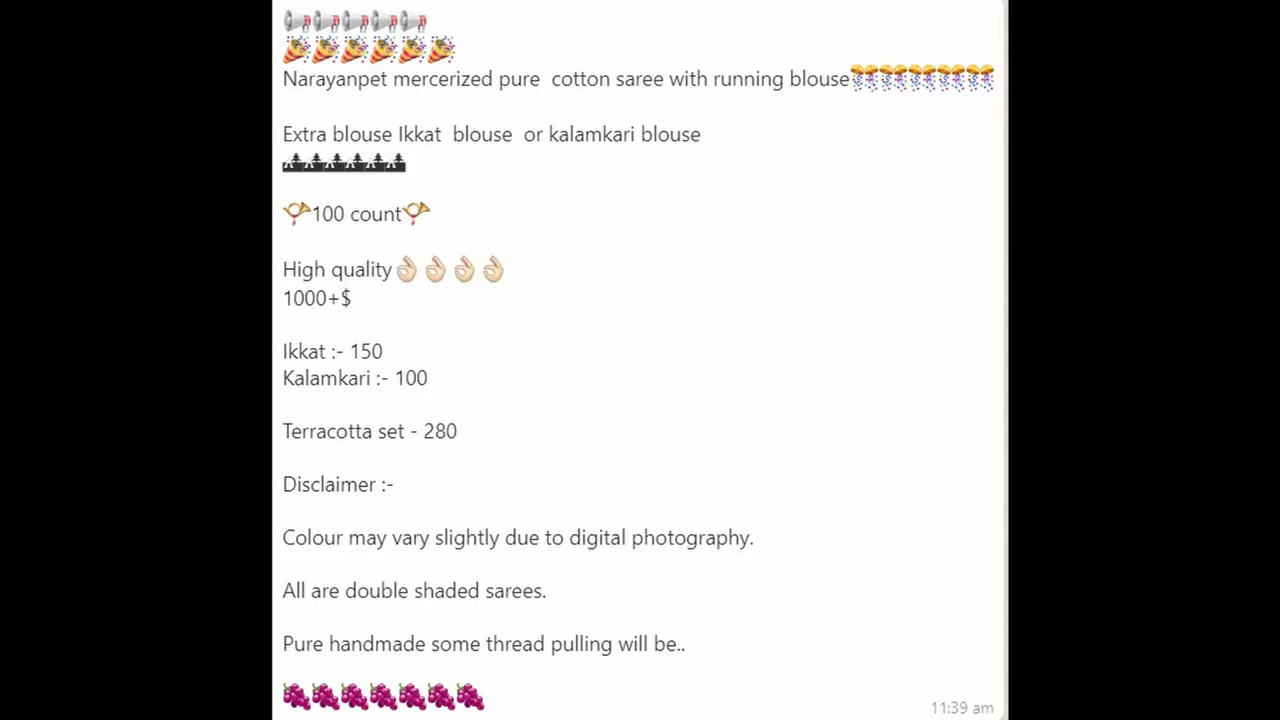 📢📢📢📢📢
🎉🎉🎉🎉🎉🎉
Narayanpet mercerized pure  cotton saree with running blouse🎊🎊🎊🎊🎊🎊🎊
Extra blouse Ikkat  blouse  or kalamkari blouse
🏕🏕🏕🏕🏕🏕
📯100 count📯
High quality👌🏻👌🏻👌🏻👌🏻
1000+$
Ikkat :- 150
Kalamkari :- 100
Terracotta set - 280
Disclaimer :-
Colour may vary slightly due to digital photography.
All are double shaded sarees.
Pure handmade some thread pulling will be..
🍇🍇🍇🍇🍇🍇🍇
11:39 am